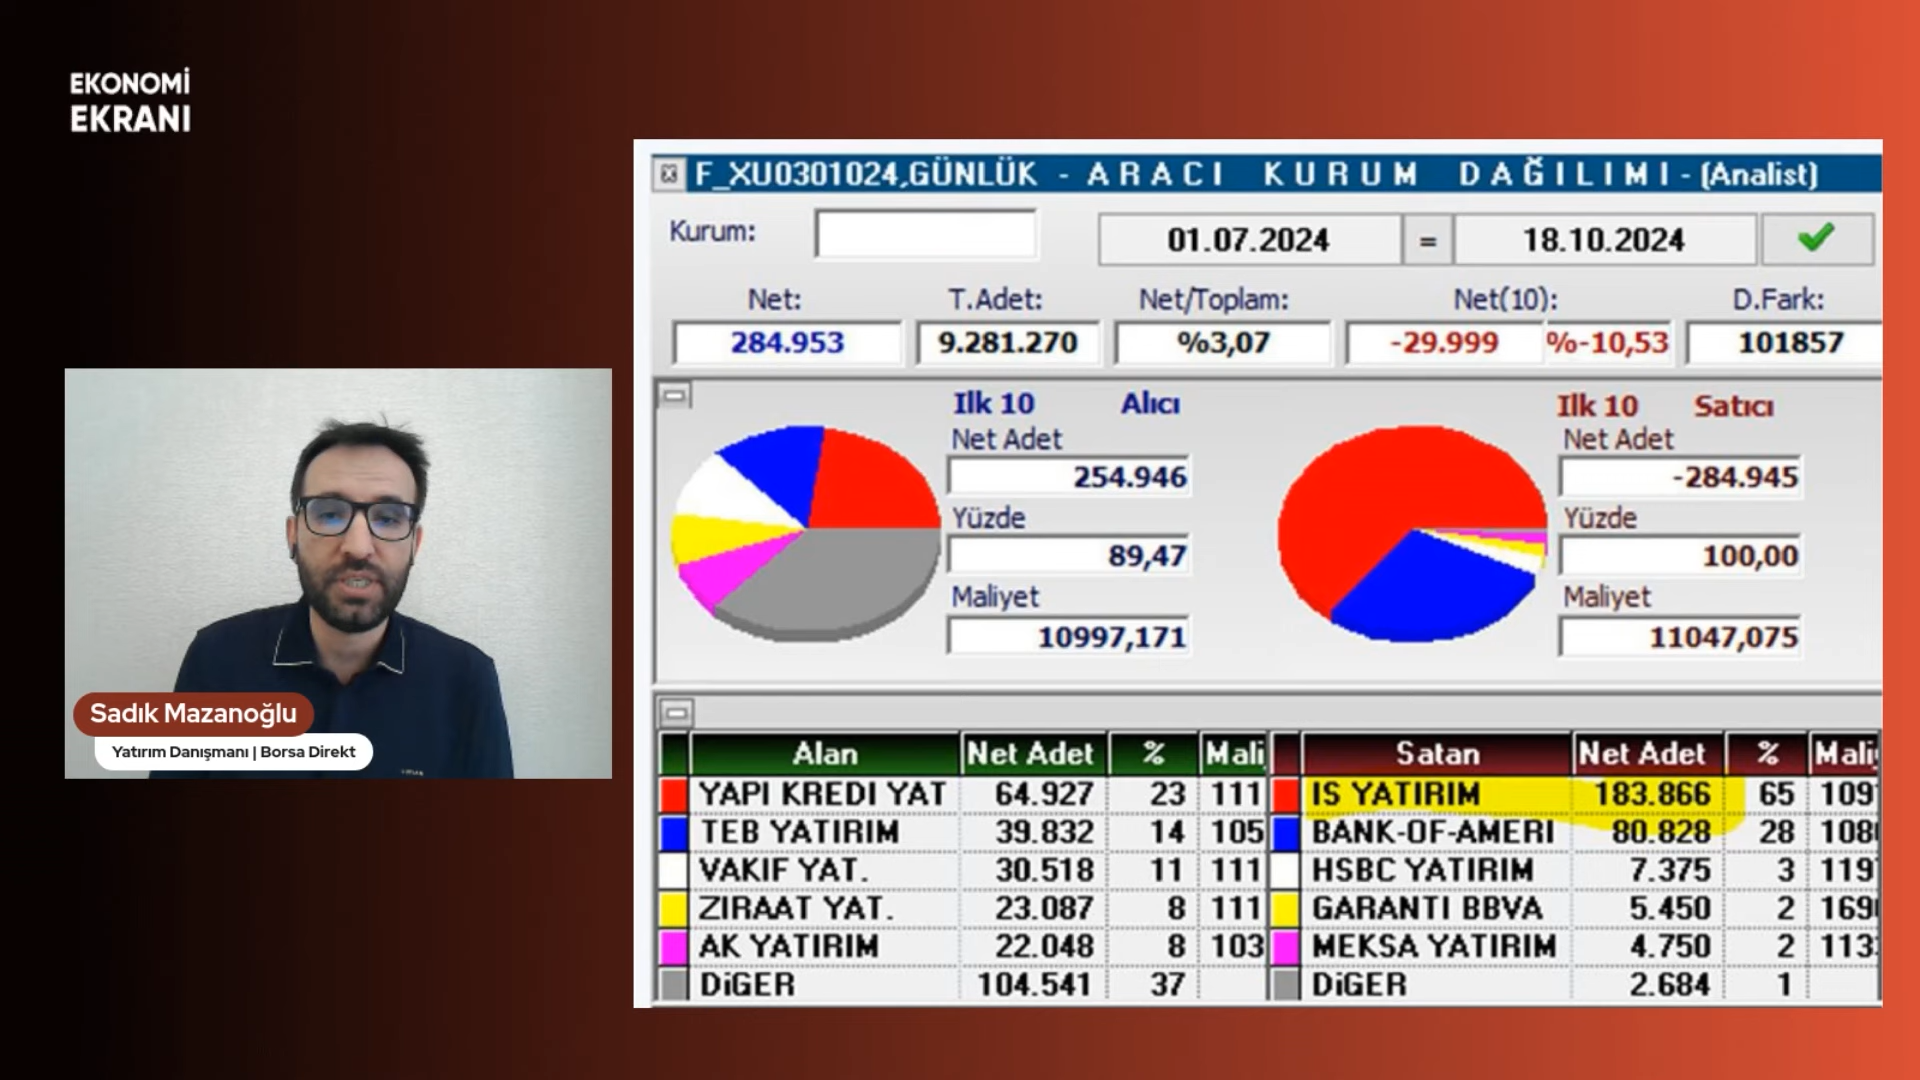 EKONOMİ
EKRANI
F_XU0301024,GÜNLÜK - ARACI KURUM DAĞILIMI - (Analist)
Kurum:
01.07.2024 = 18.10.2024
Net: T.Adet: Net/Toplam: Net(10): D.Fark:
284.953 9.281.270 %3,07 -29.999 %-10,53 101857
Ilk 10 Alıcı
Net Adet
254.946
Yüzde
89,47
Maliyet
10997,171
Ilk 10 Satıcı
Net Adet
-284.945
Yüzde
100,00
Maliyet
11047,075
Alan Net Adet % Mali Satan Net Adet % Mali
YAPI KREDI YAT 64.927 23 111 IS YATIRIM 183.866 65 109
TEB YATIRIM 39.832 14 105 BANK-OF-AMERI 80.828 28 108
VAKIF YAT. 30.518 11 111 HSBC YATIRIM 7.375 3 119
ZIRAAT YAT. 23.087 8 111 GARANTI BBVA 5.450 2 169
AK YATIRIM 22.048 8 103 MEKSA YATIRIM 4.750 2 113
DiGER 104.541 37 DiGER 2.684 1
Sadık Mazanoğlu
Yatırım Danışmanı | Borsa Direkt